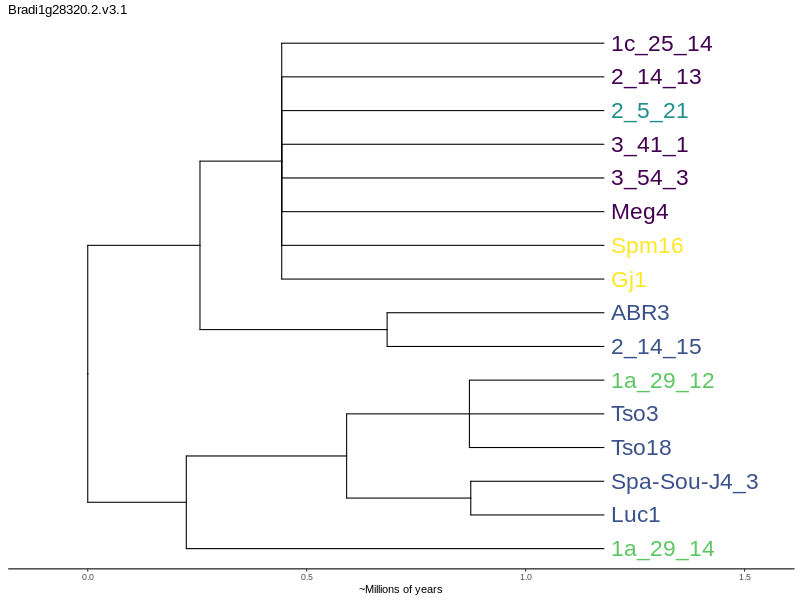 Bradi1g28320.2.v3.1
1c_25_14
2_14_13
2_5_21
3_41_1
3_54_3
Meg4
Spm16
Gj1
ABR3
2_14_15
1a_29_12
Tso3
Tso18
Spa-Sou-J4_3
Luc1
1a_29_14
0.0 0.5 1.0 1.5
~Millions of years